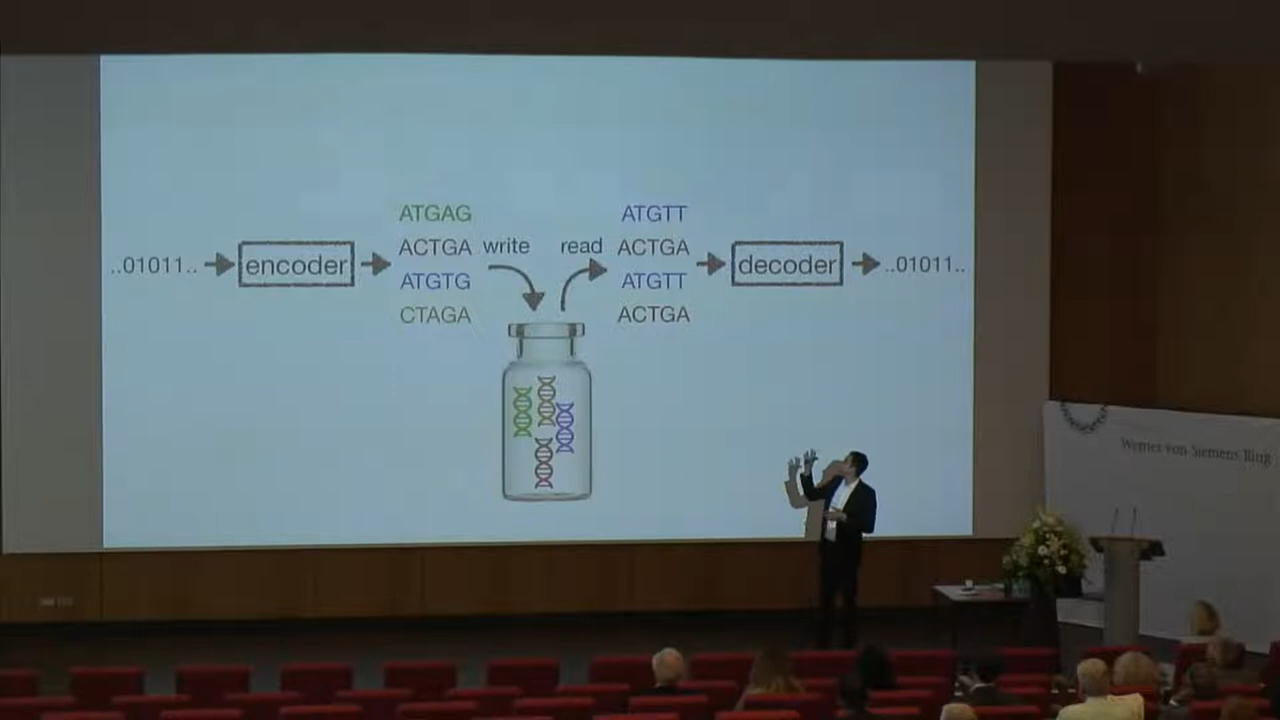 ..01011..
encoder
ATGAG
ACTGA
ATGTG
CTAGA
write
read
ATGTT
ACTGA
ATGTT
ACTGA
decoder
..01011..
Werner von Siemens Ring